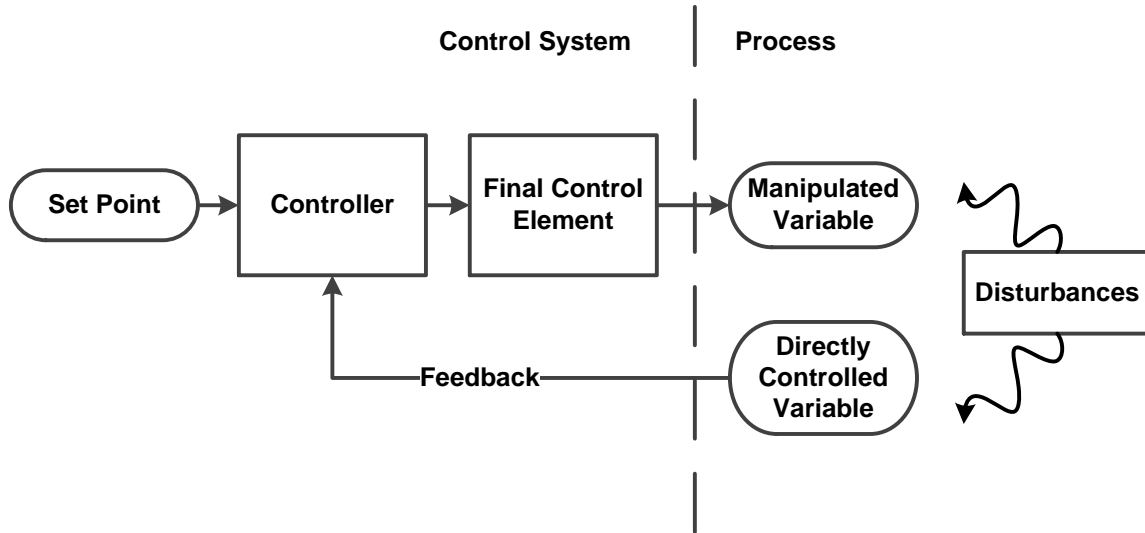 Control System
Process
Set Point
Controller
Final Control
Element
Manipulated
Variable
Disturbances
Feedback
Directly
Controlled
Variable